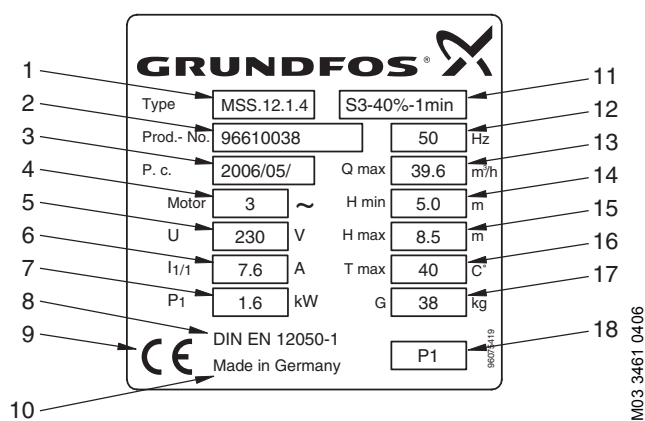 GRUNDFOS®
1 Type MSS.12.1.4 S3-40%-1min 11
2 Prod.- No. 96610038 50 Hz 12
3 P. c. 2006/05/ Q max 39.6 m³/h 13
4 Motor 3 ~ H min 5.0 m 14
5 U 230 V H max 8.5 m 15
6 I1/1 7.6 A T max 40 C° 16
7 P1 1.6 kW G 38 kg 17
8 DIN EN 12050-1
9 CE P1 18
10 Made in Germany
96075419
M03 3461 0406